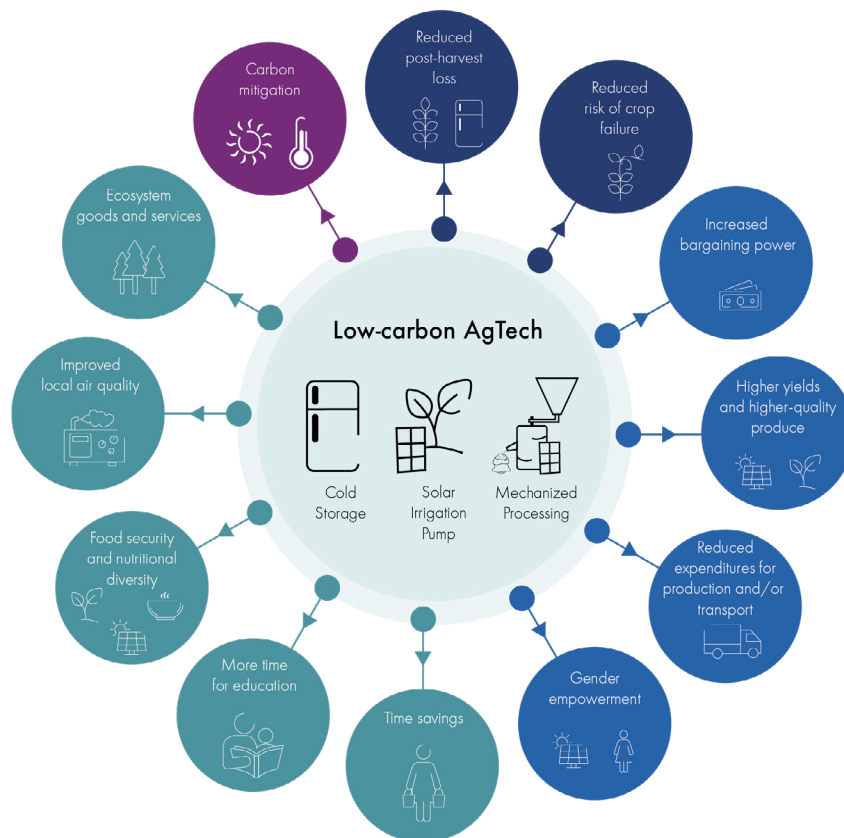 Low-carbon AgTech
Cold
Storage
Solar
Irrigation
Pump
Mechanized
Processing
Carbon
mitigation
Reduced
post-harvest
loss
Reduced
risk of crop
failure
Increased
bargaining power
Higher yields
and higher-quality
produce
Reduced
expenditures for
production and/or
transport
Gender
empowerment
Time savings
More time
for education
Food security
and nutritional
diversity
Improved
local air quality
Ecosystem
goods and services